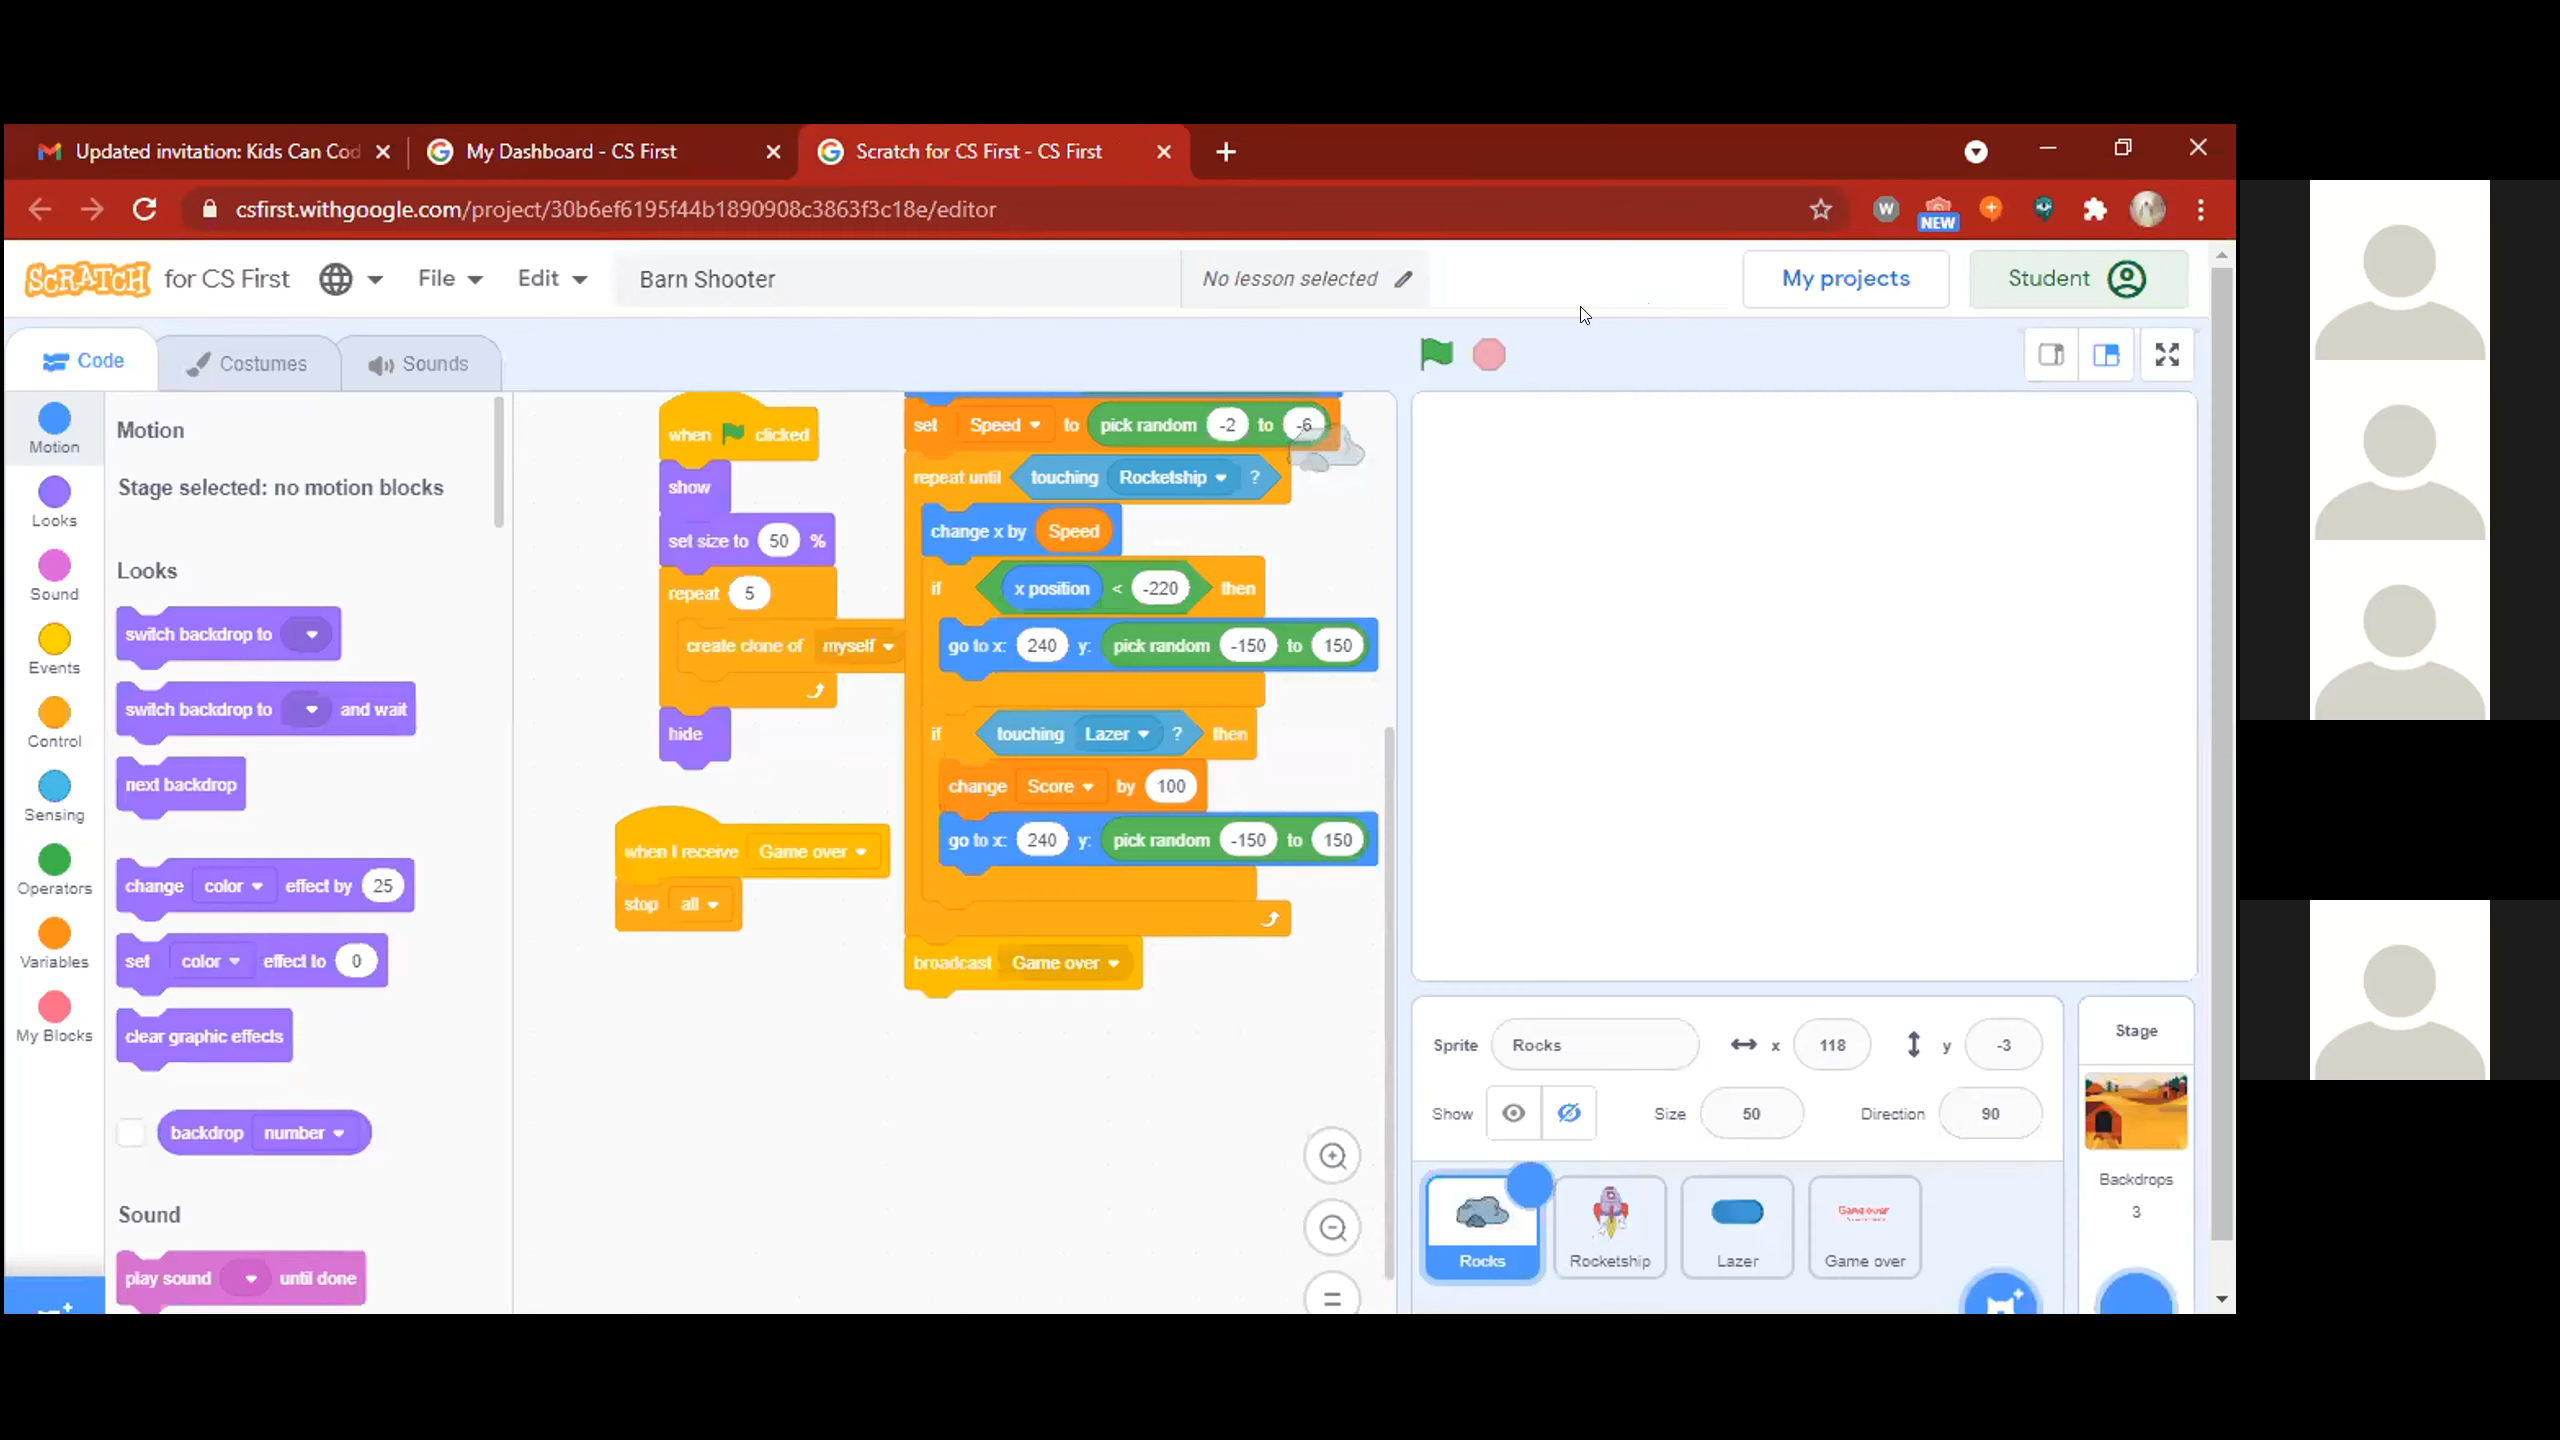 Updated invitation: Kids Can Cod
My Dashboard - CS First
Scratch for CS First - CS First
csfirst.withgoogle.com/project/30b6ef6195f44b1890908c3863f3c18e/editor
W
NEW
SCRATCH for CS First
File
Edit
Barn Shooter
No lesson selected
My projects
Student
Code
Costumes
Sounds
Motion
Looks
Sound
Events
Control
Sensing
Operators
Variables
My Blocks
Motion
Stage selected: no motion blocks
Looks
switch backdrop to
switch backdrop to and wait
next backdrop
change color effect by 25
set color effect to 0
clear graphic effects
backdrop number
Sound
play sound until done
when clicked
show
set size to 50 %
repeat 5
create clone of myself
hide
when I receive Game over
stop all
set Speed to pick random -2 to -6
repeat until touching Rocketship ?
change x by Speed
if x position < -220 then
go to x: 240 y: pick random -150 to 150
if touching Lazer ? then
change Score by 100
go to x: 240 y: pick random -150 to 150
broadcast Game over
Sprite Rocks x 118 y -3
Show Size 50 Direction 90
Rocks
Rocketship
Game over
Lazer
Game over
Stage
Backdrops
3